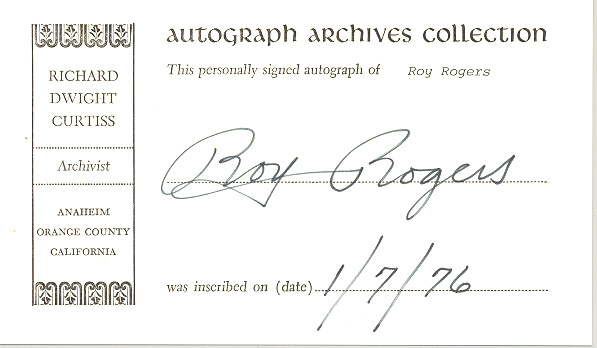 AUTOGRAPH ARCHIVES COLLECTION
This personally signed autograph of Roy Rogers
RICHARD
DWIGHT
CURTISS
Archivist
ANAHEIM
ORANGE COUNTY
CALIFORNIA
Roy Rogers
was inscribed on (date) 1/7/76